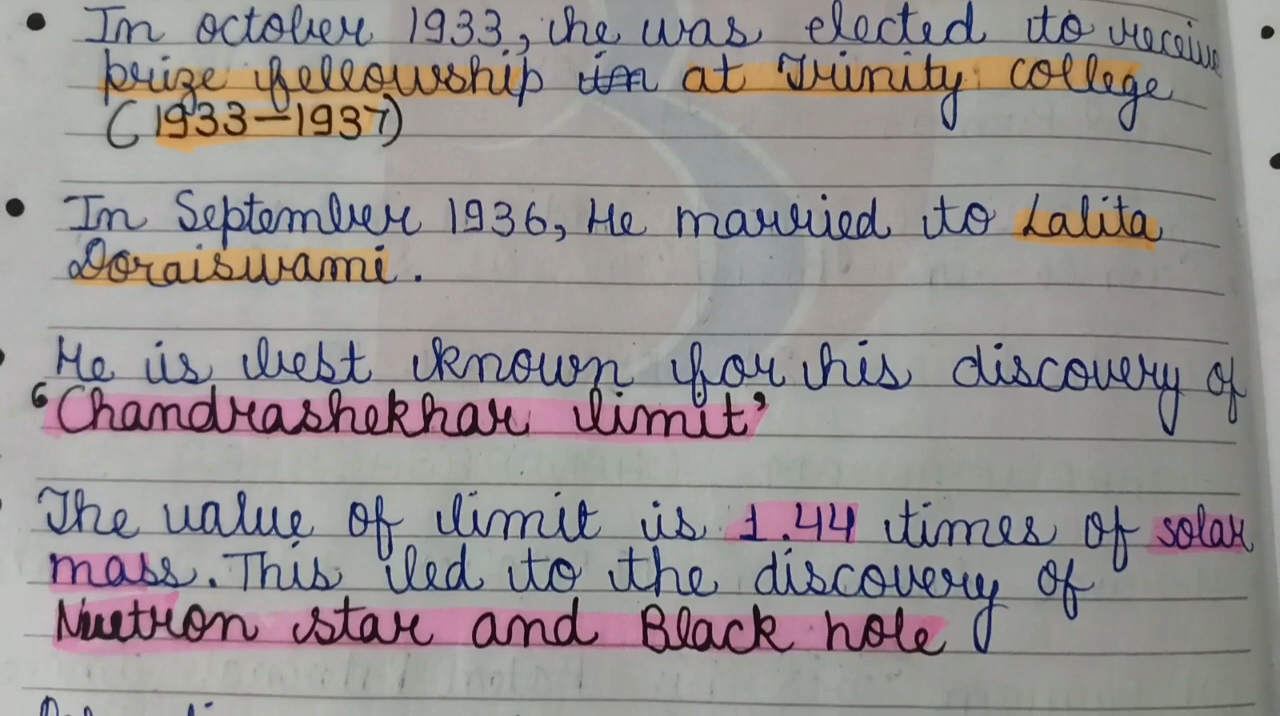 In october 1933, he was elected to receive
prize fellowship in at Trinity college
(1933-1937)
In September 1936, He married to Lalita
Doraiswami.
He is best known for his discovery of
'Chandrashekhar limit'
The value of limit is 1.44 times of solar
mass. This led to the discovery of
Nuetron star and Black hole